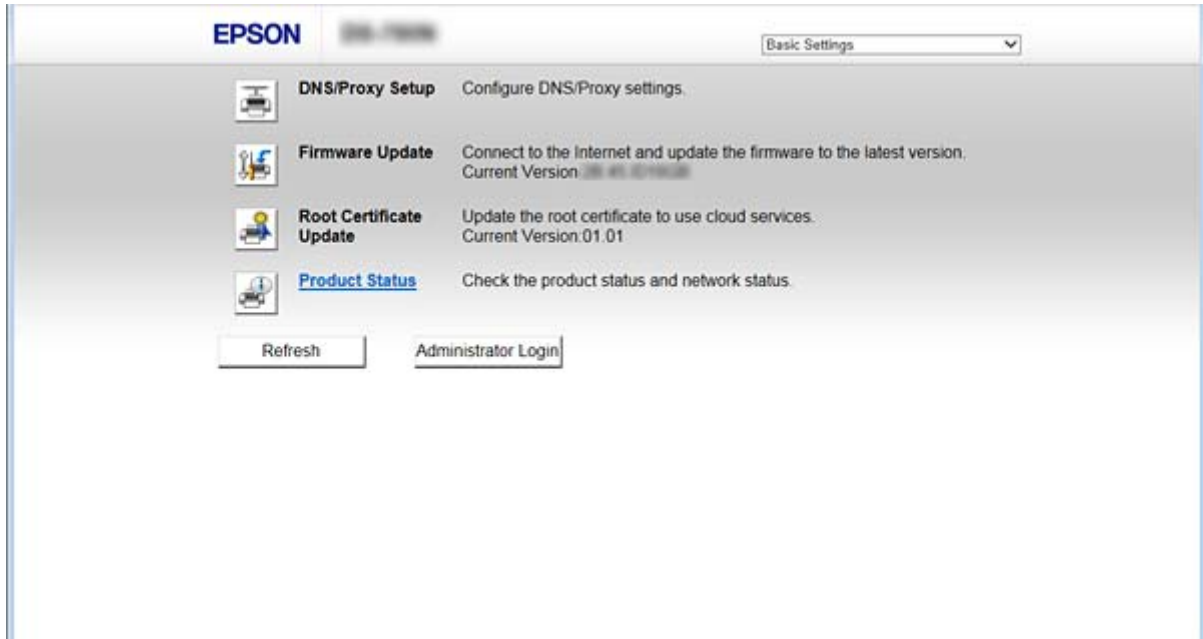 EPSON
Basic Settings
DNS/Proxy Setup Configure DNS/Proxy settings.
Firmware Update Connect to the Internet and update the firmware to the latest version.
Current Version:
Root Certificate Update the root certificate to use cloud services.
Update Current Version:01.01
Product Status Check the product status and network status.
Refresh Administrator Login